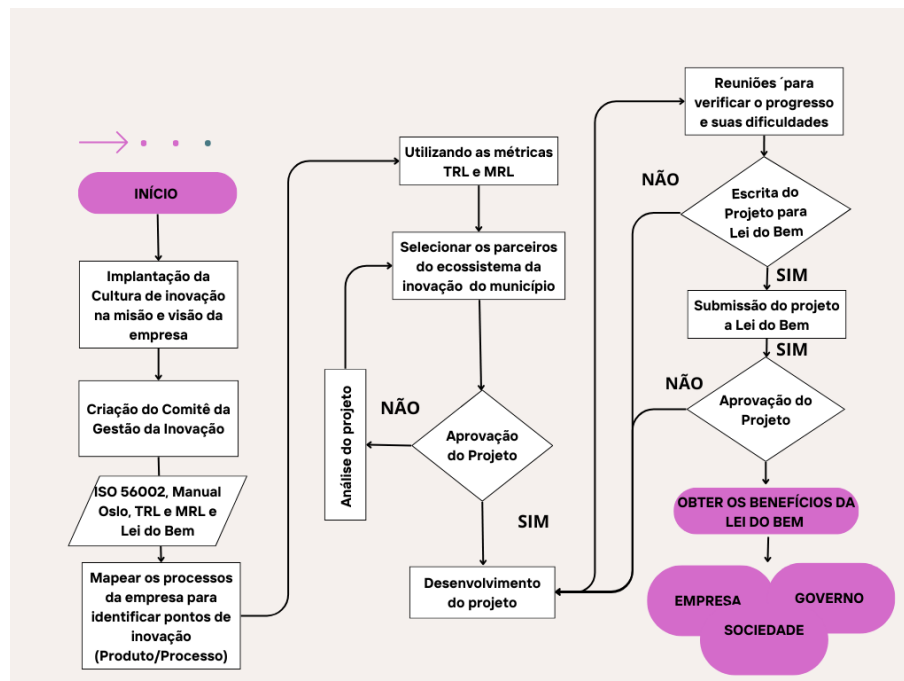 INÍCIO
Implantação da
Cultura de inovação
na misão e visão da
empresa
Criação do Comitê da
Gestão da Inovação
ISO 56002, Manual
Oslo, TRL e MRL e
Lei do Bem
Mapear os processos
da empresa para
identificar pontos de
inovação
(Produto/Processo)
Utilizando as métricas
TRL e MRL
Selecionar os parceiros
do ecossistema da
inovação do município
Análise do projeto
NÃO
Aprovação
do Projeto
SIM
Desenvolvimento
do projeto
Reuniões ´para
verificar o progresso
e suas dificuldades
NÃO
Escrita do
Projeto para
Lei do Bem
SIM
Submissão do projeto
a Lei do Bem
SIM
NÃO
Aprovação do
Projeto
OBTER OS BENEFÍCIOS DA
LEI DO BEM
EMPRESA
GOVERNO
SOCIEDADE